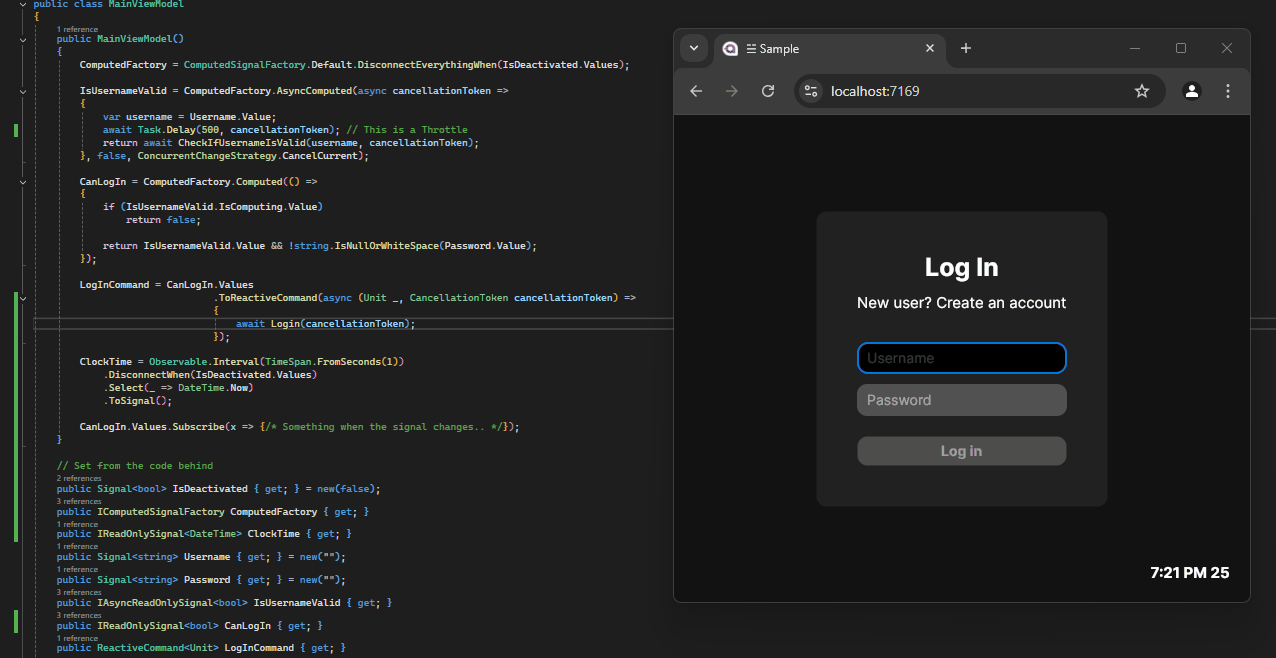 public class MainViewModel
{
1 reference
public MainViewModel()
{
ComputedFactory = ComputedSignalFactory.Default.DisconnectEverythingWhen(IsDeactivated.Values);
IsUsernameValid = ComputedFactory.AsyncComputed(async cancellationToken =>
{
var username = Username.Value;
await Task.Delay(500, cancellationToken); // This is a Throttle
return await CheckIfUsernameIsValid(username, cancellationToken);
}, false, ConcurrentChangeStrategy.CancelCurrent);
CanLogIn = ComputedFactory.Computed(() =>
{
if (IsUsernameValid.IsComputing.Value)
return false;
return IsUsernameValid.Value && !string.IsNullOrWhiteSpace(Password.Value);
});
LogInCommand = CanLogIn.Values
.ToReactiveCommand(async (Unit _, CancellationToken cancellationToken) =>
{
await Login(cancellationToken);
});
ClockTime = Observable.Interval(TimeSpan.FromSeconds(1))
.DisconnectWhen(IsDeactivated.Values)
.Select(_ => DateTime.Now)
.ToSignal();
CanLogIn.Values.Subscribe(x => {/* Something when the signal changes.. */});
}
// Set from the code behind
2 references
public Signal<bool> IsDeactivated { get; } = new(false);
3 references
public IComputedSignalFactory ComputedFactory { get; }
1 reference
public IReadOnlySignal<DateTime> ClockTime { get; }
1 reference
public Signal<string> Username { get; } = new("");
1 reference
public Signal<string> Password { get; } = new("");
3 references
public IAsyncReadOnlySignal<bool> IsUsernameValid { get; }
3 references
public IReadOnlySignal<bool> CanLogIn { get; }
1 reference
public ReactiveCommand<Unit> LogInCommand { get; }
☵ Sample
localhost:7169
Log In
New user? Create an account
Username
Password
Log in
7:21 PM 25